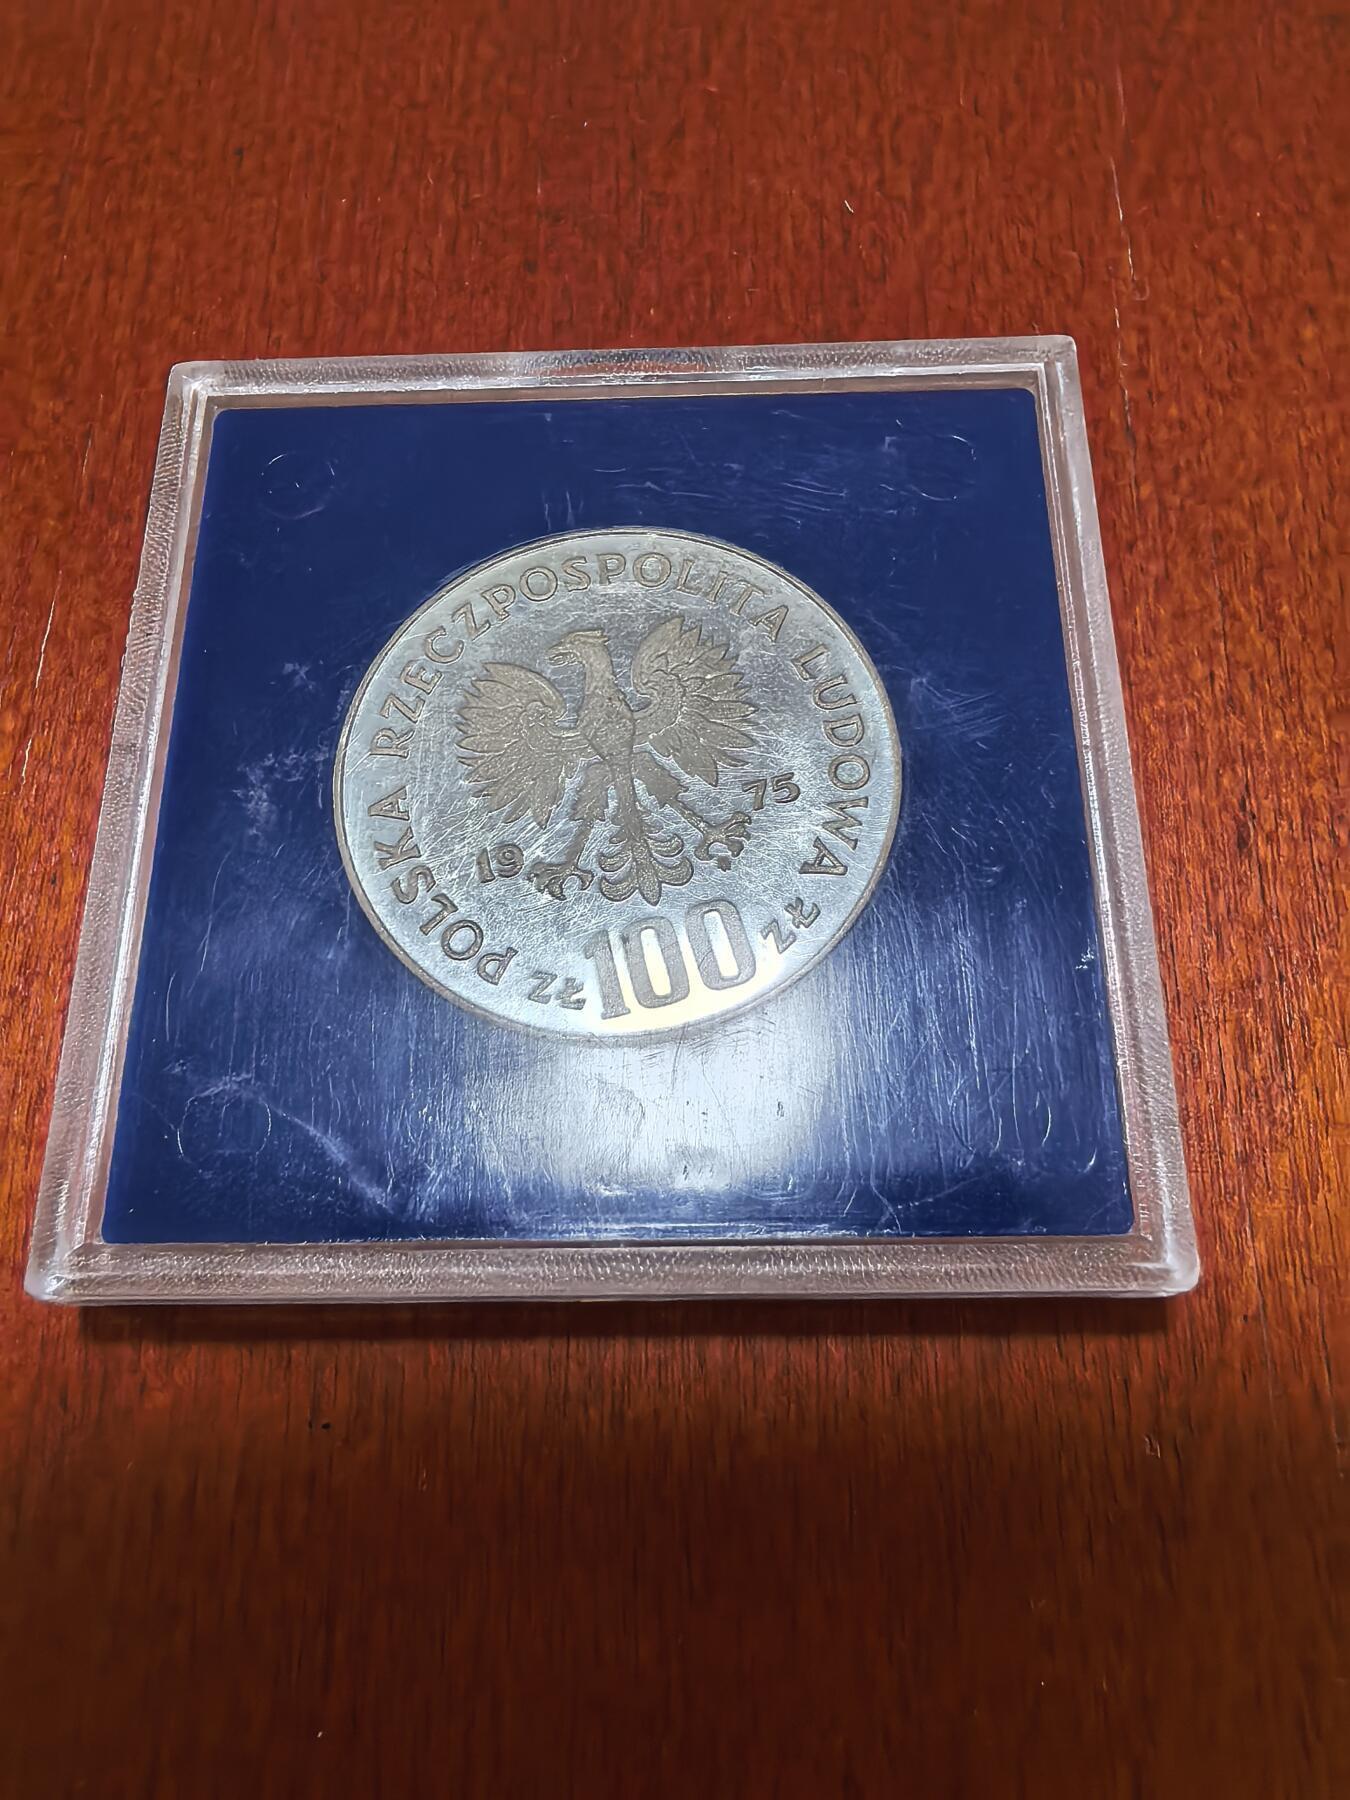 POLSKA RZECZPOSPOLITA LUDOWA
19 75
ZŁ 100 ZŁ